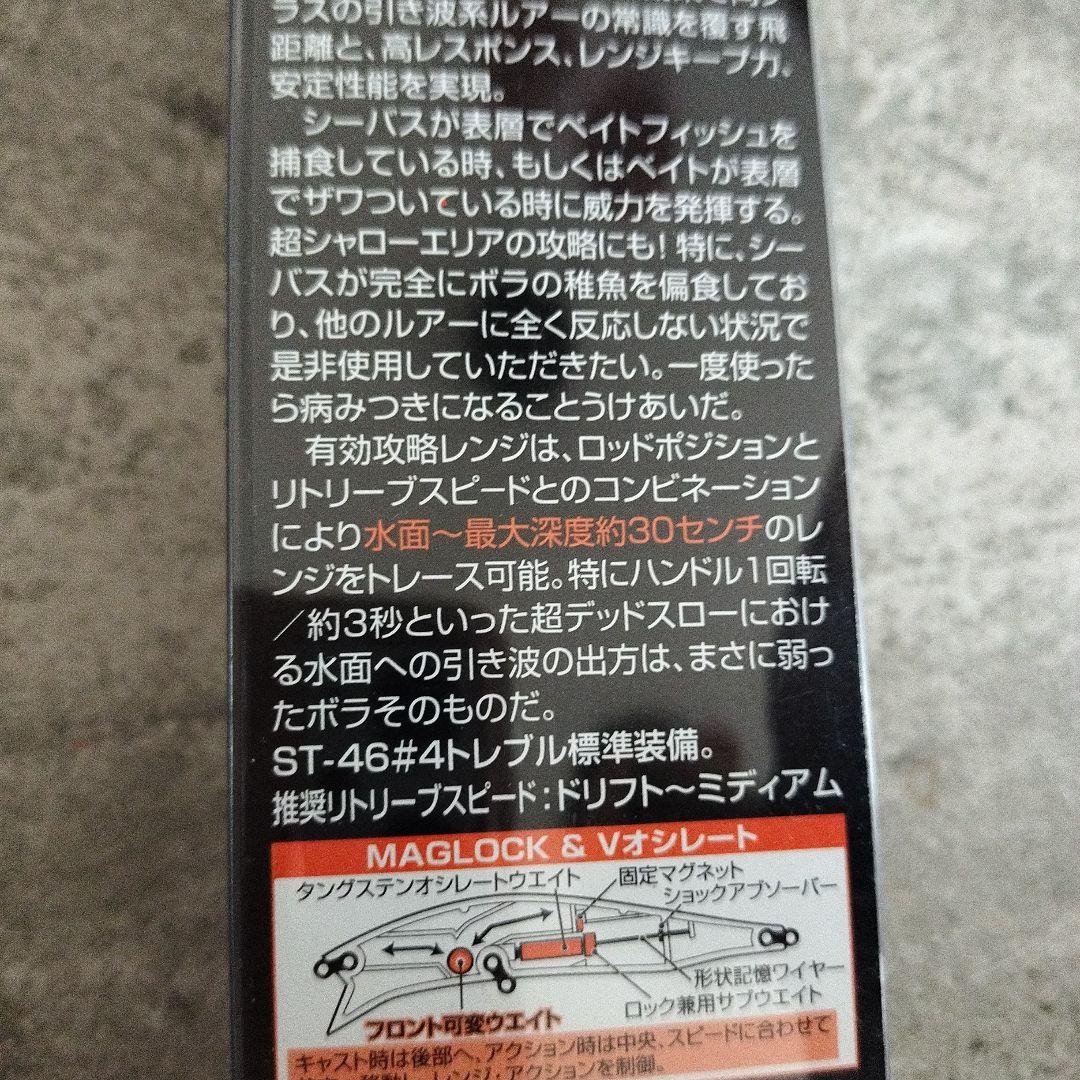 ラスの引き波系ルアーの常識を覆す飛
距離と、高レスポンス、レンジキープ力、
安定性能を実現。
シーバスが表層でベイトフィッシュを
捕食している時、もしくはベイトが表層
でザワついている時に威力を発揮する。
超シャローエリアの攻略にも！特に、シー
バスが完全にボラの稚魚を偏食してお
り、他のルアーに全く反応しない状況で
是非使用していただきたい。一度使った
ら病みつきになることうけあいだ。
有効攻略レンジは、ロッドポジションと
リトリーブスピードとのコンビネーション
により水面〜最大深度約30センチのレ
ンジをトレース可能。特にハンドル1回転
／約3秒といった超デッドスローにおけ
る水面への引き波の出方は、まさに弱っ
たボラそのものだ。
ST-46#4トレブル標準装備。
推奨リトリーブスピード：ドリフト〜ミディアム
MAGLOCK & Vオシレート
タングステンオシレートウエイト
固定マグネット
ショックアブソーバー
形状記憶ワイヤー
ロック兼用サブウエイト
フロント可変ウエイト
キャスト時は後部へ、アクション時は中央、スピードに合わせて
移動し、レンジ・アクションを制御。